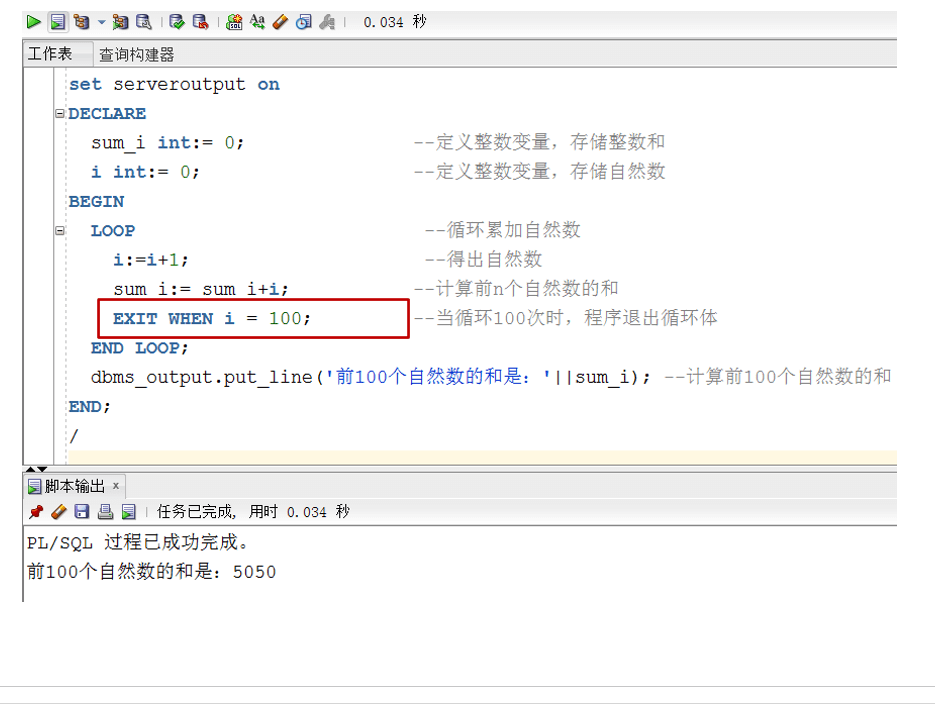 0.034 秒
工作表 查询构建器
set serveroutput on
DECLARE
sum_i int:= 0; --定义整数变量，存储整数和
i int:= 0; --定义整数变量，存储自然数
BEGIN
LOOP --循环累加自然数
i:=i+1; --得出自然数
sum_i:= sum_i+i; --计算前n个自然数的和
EXIT WHEN i = 100; --当循环100次时，程序退出循环体
END LOOP;
dbms_output.put_line('前100个自然数的和是：'||sum_i); --计算前100个自然数的和
END;
/
脚本输出 x
任务已完成, 用时 0.034 秒
PL/SQL 过程已成功完成。
前100个自然数的和是：5050